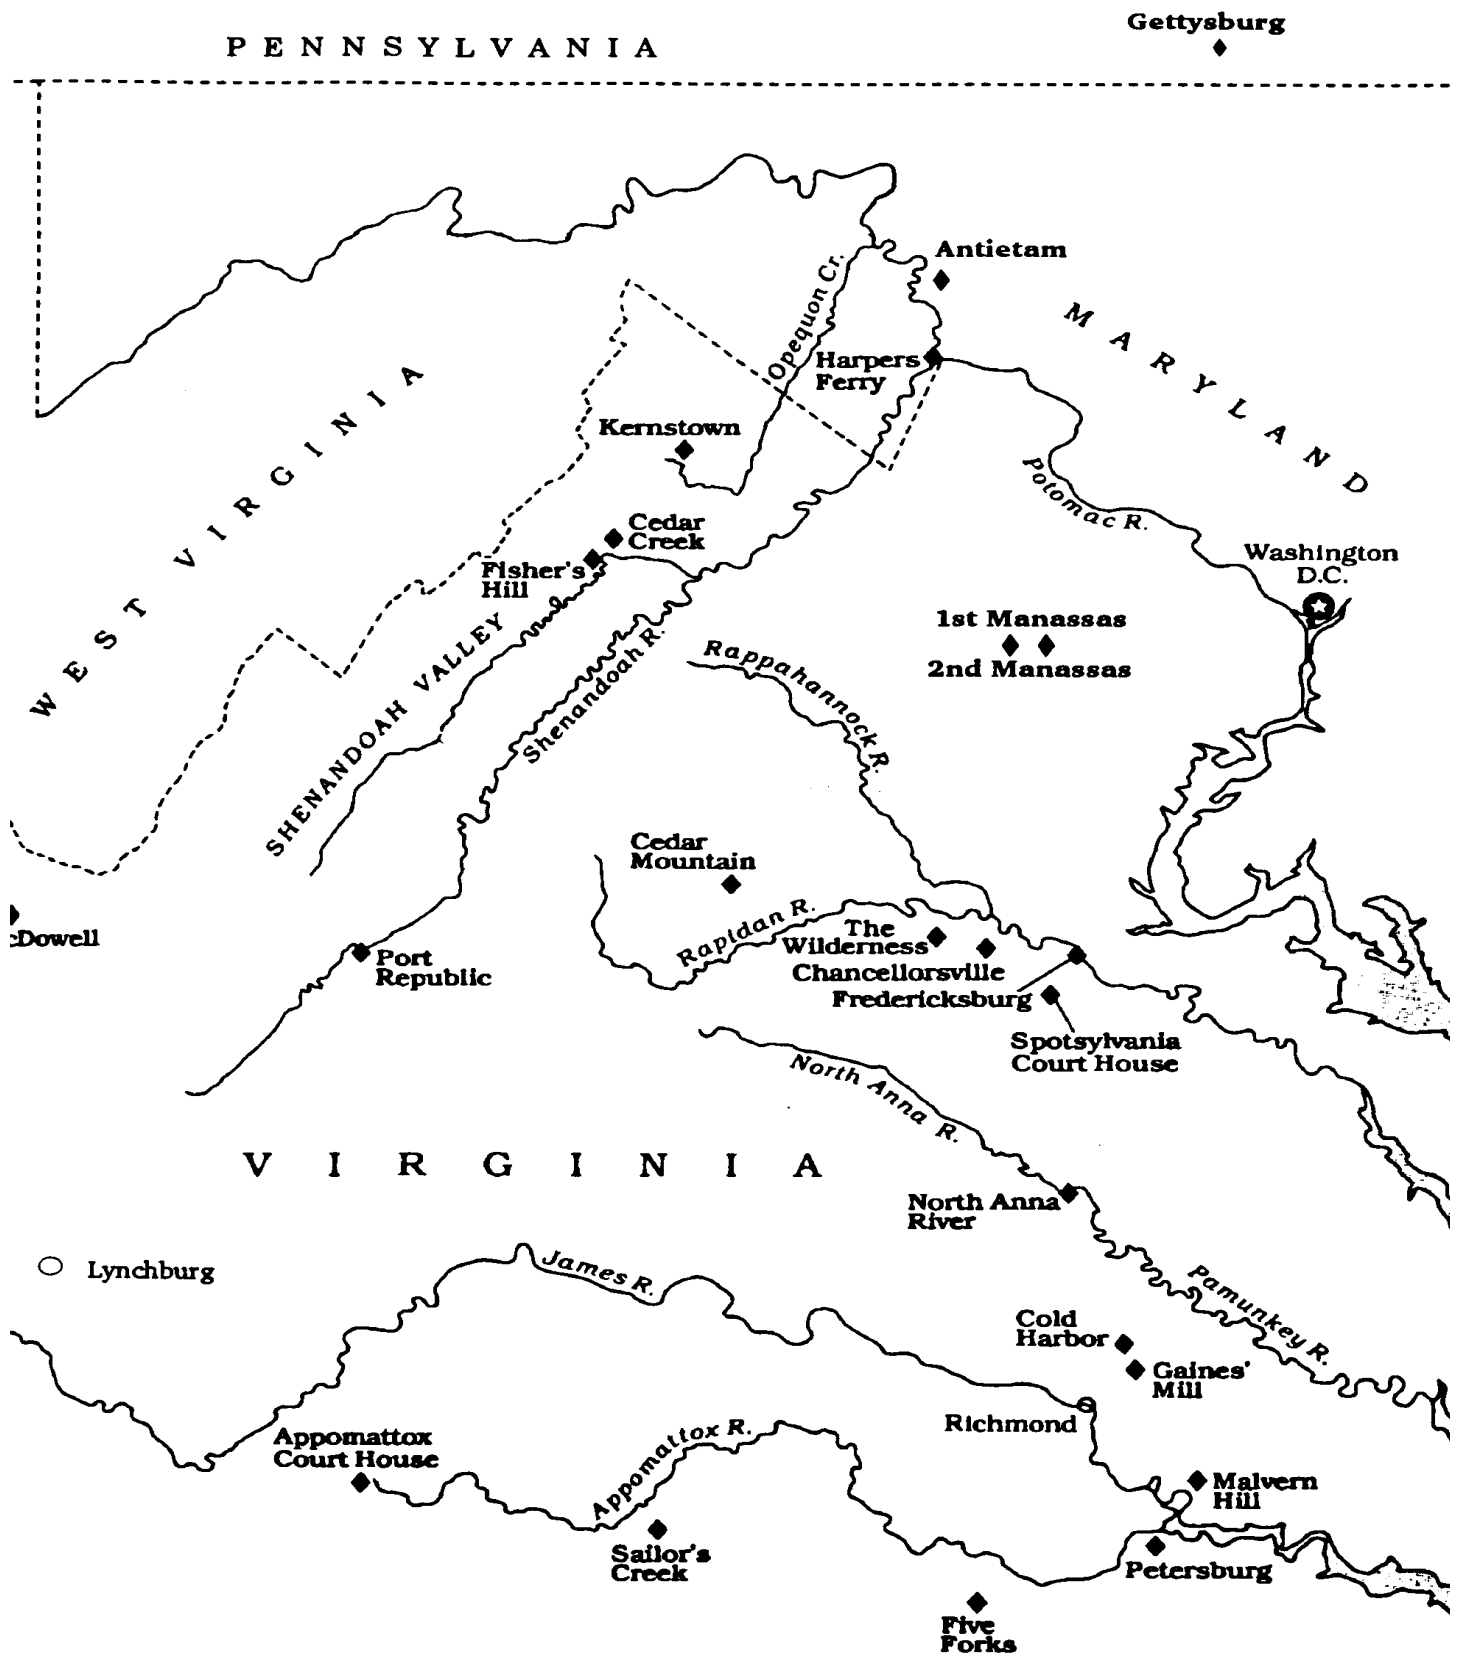 Gettysburg
PENNSYLVANIA
Antietam
MARYLAND
Opequon Cr.
Harpers
Ferry
WEST VIRGINIA
Kernstown
Potomac R.
Cedar
Creek
Washington
D.C.
Fisher's
Hill
1st Manassas
2nd Manassas
SHENANDOAH VALLEY
Shenandoah R.
Rappahannock R.
Cedar
Mountain
Rapidan R.
The
Wilderness
cDowell
Port
Republic
Chancellorsville
Fredericksburg
Spotsylvania
Court House
North Anna R.
VIRGINIA
North Anna
River
Lynchburg
James R.
Pamunkey R.
Cold
Harbor
Gaines'
Mill
Richmond
Appomattox
Court House
Appomattox R.
Malvern
Hill
Sailor's
Creek
Petersburg
Five
Forks